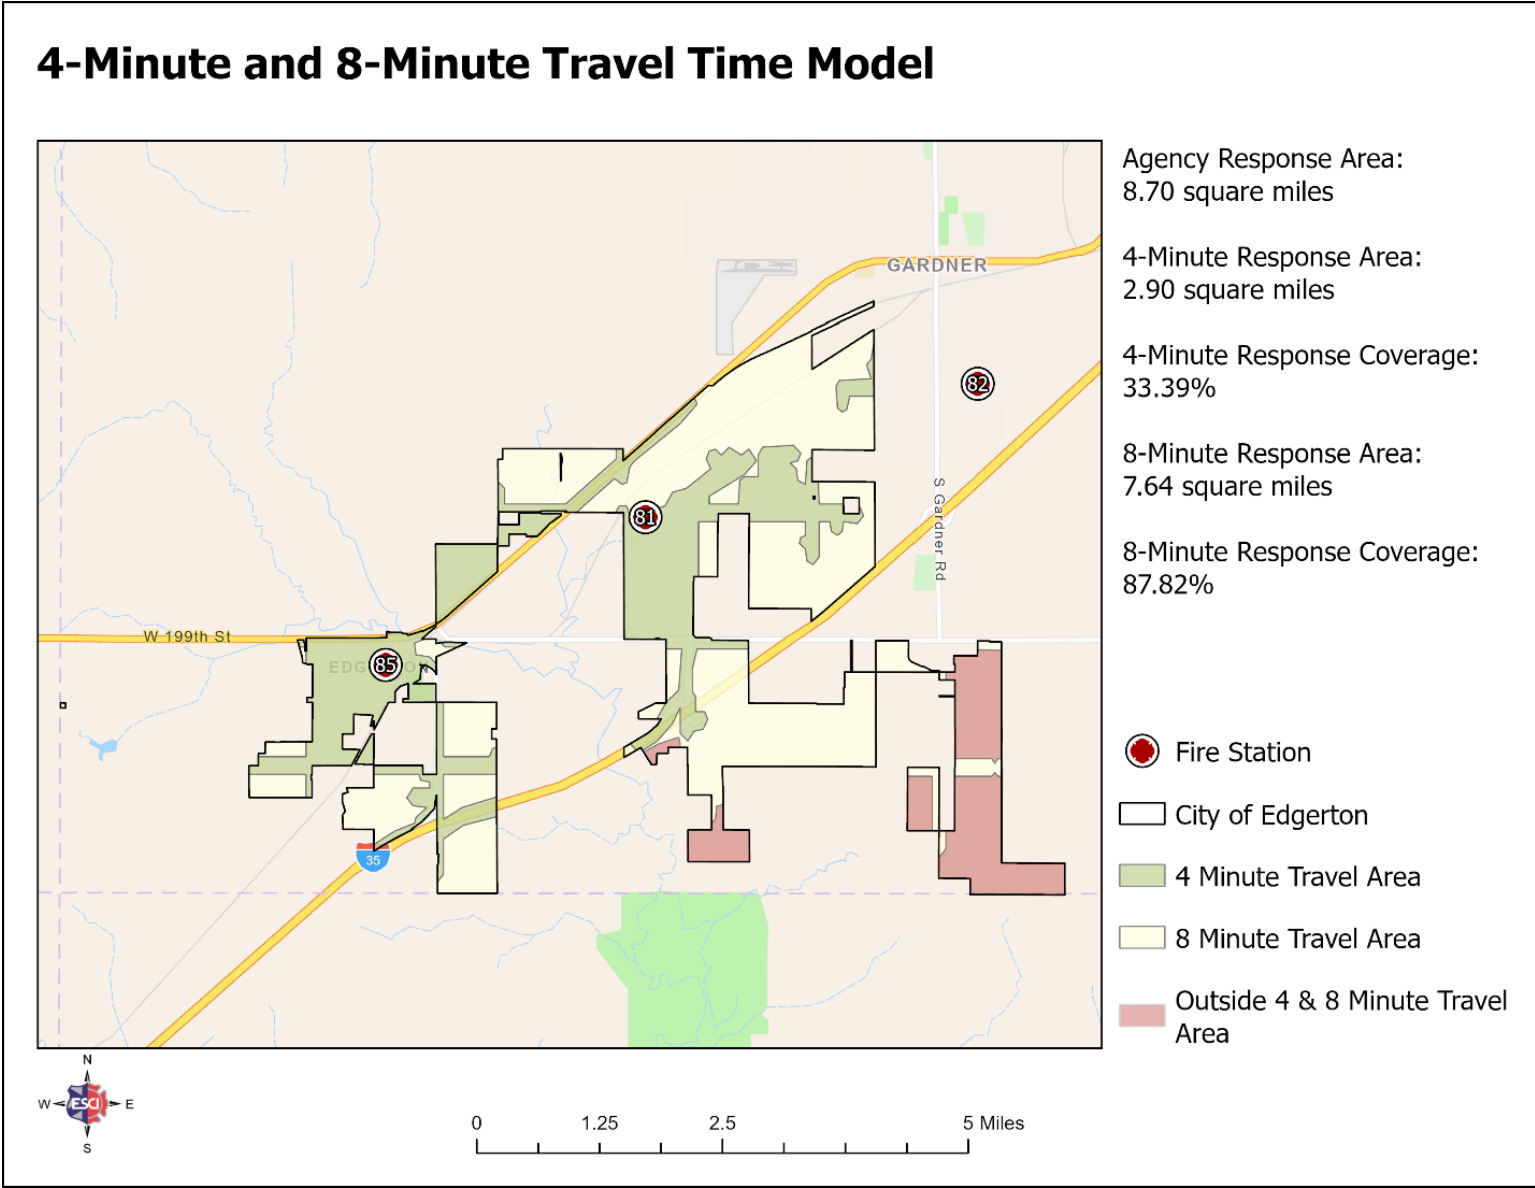 4-Minute and 8-Minute Travel Time Model
Agency Response Area:
8.70 square miles
4-Minute Response Area:
2.90 square miles
4-Minute Response Coverage:
33.39%
8-Minute Response Area:
7.64 square miles
8-Minute Response Coverage:
87.82%
GARDNER
82
81
S Gardner Rd
W 199th St
EDGERTON
85
35
Fire Station
City of Edgerton
4 Minute Travel Area
8 Minute Travel Area
Outside 4 & 8 Minute Travel
Area
N
W
ESCI
E
S
0 1.25 2.5 5 Miles